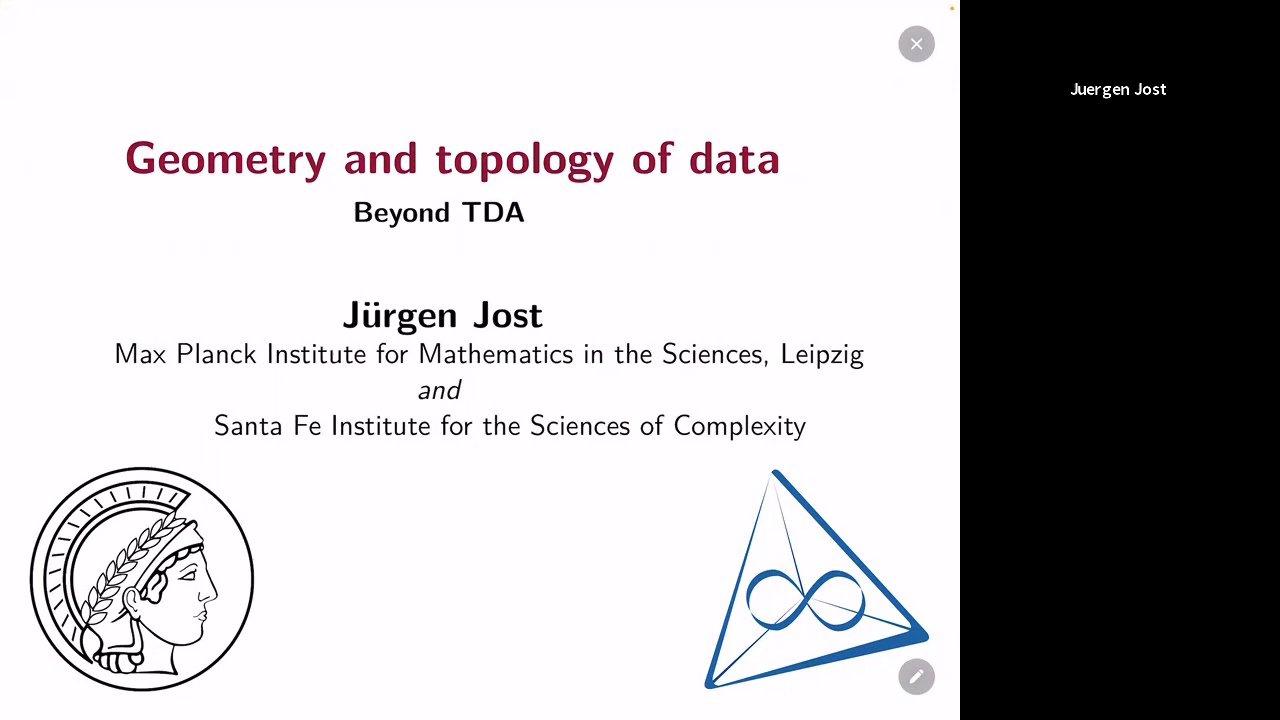 Geometry and topology of data
Beyond TDA
Jürgen Jost
Max Planck Institute for Mathematics in the Sciences, Leipzig
and
Santa Fe Institute for the Sciences of Complexity
Juergen Jost